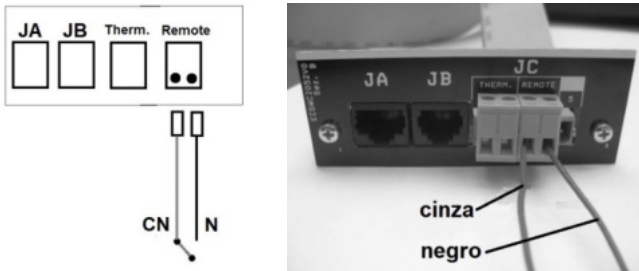 JA JB Therm. Remote
CN N
JA JB JC
THERM. REMOTE
cinza
negro